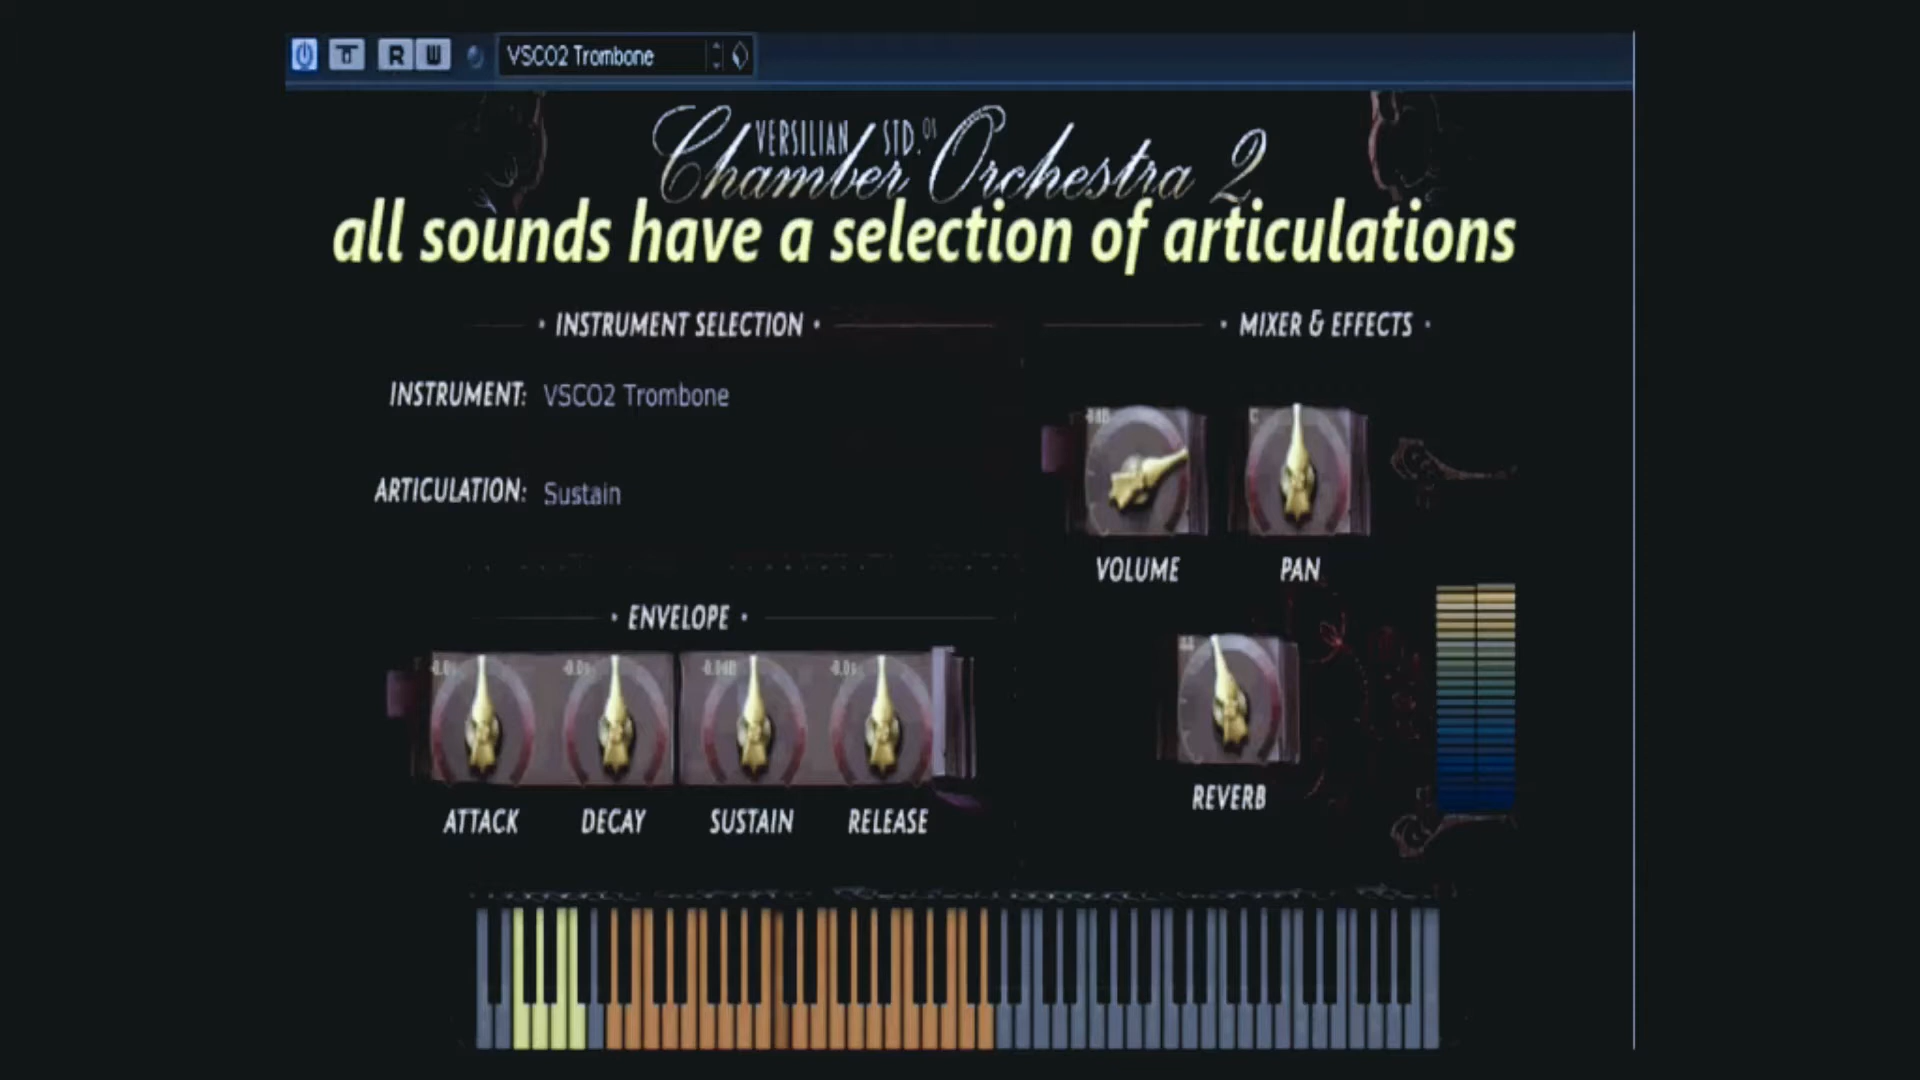 R W VSCO2 Trombone
VERSILIAN STD.
Chamber Orchestra 2
all sounds have a selection of articulations
INSTRUMENT SELECTION
MIXER & EFFECTS
INSTRUMENT: VSCO2 Trombone
ARTICULATION: Sustain
VOLUME PAN
ENVELOPE
ATTACK DECAY SUSTAIN RELEASE
REVERB